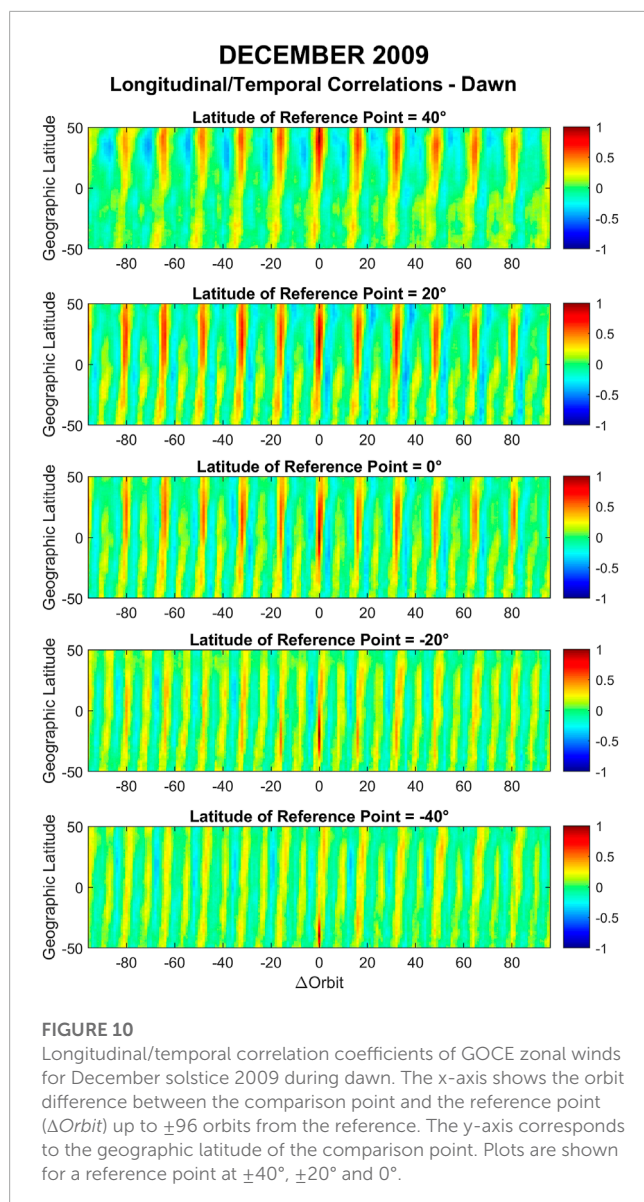 DECEMBER 2009
Longitudinal/Temporal Correlations - Dawn
Latitude of Reference Point = 40°
Geographic Latitude
50
0
-50
-80 -60 -40 -20 0 20 40 60 80
1
0.5
0
-0.5
-1
Latitude of Reference Point = 20°
Geographic Latitude
50
0
-50
-80 -60 -40 -20 0 20 40 60 80
1
0.5
0
-0.5
-1
Latitude of Reference Point = 0°
Geographic Latitude
50
0
-50
-80 -60 -40 -20 0 20 40 60 80
1
0.5
0
-0.5
-1
Latitude of Reference Point = -20°
Geographic Latitude
50
0
-50
-80 -60 -40 -20 0 20 40 60 80
1
0.5
0
-0.5
-1
Latitude of Reference Point = -40°
Geographic Latitude
50
0
-50
-80 -60 -40 -20 0 20 40 60 80
1
0.5
0
-0.5
-1
ΔOrbit
FIGURE 10
Longitudinal/temporal correlation coefficients of GOCE zonal winds
for December solstice 2009 during dawn. The x-axis shows the orbit
difference between the comparison point and the reference point
(ΔOrbit) up to ±96 orbits from the reference. The y-axis corresponds
to the geographic latitude of the comparison point. Plots are shown
for a reference point at ±40°, ±20° and 0°.